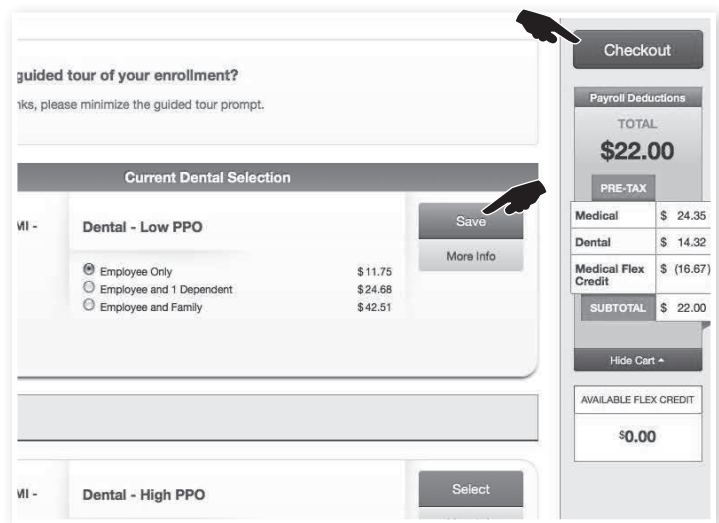 guided tour of your enrollment?
nks, please minimize the guided tour prompt.
Current Dental Selection
MI -
Dental - Low PPO
Employee Only $11.75
Employee and 1 Dependent $24.68
Employee and Family $42.51
Save
More Info
MI -
Dental - High PPO
Select
Checkout
Payroll Deductions
TOTAL
$22.00
PRE-TAX
Medical $ 24.35
Dental $ 14.32
Medical Flex $ (16.67)
Credit
SUBTOTAL $ 22.00
Hide Cart
AVAILABLE FLEX CREDIT
$0.00